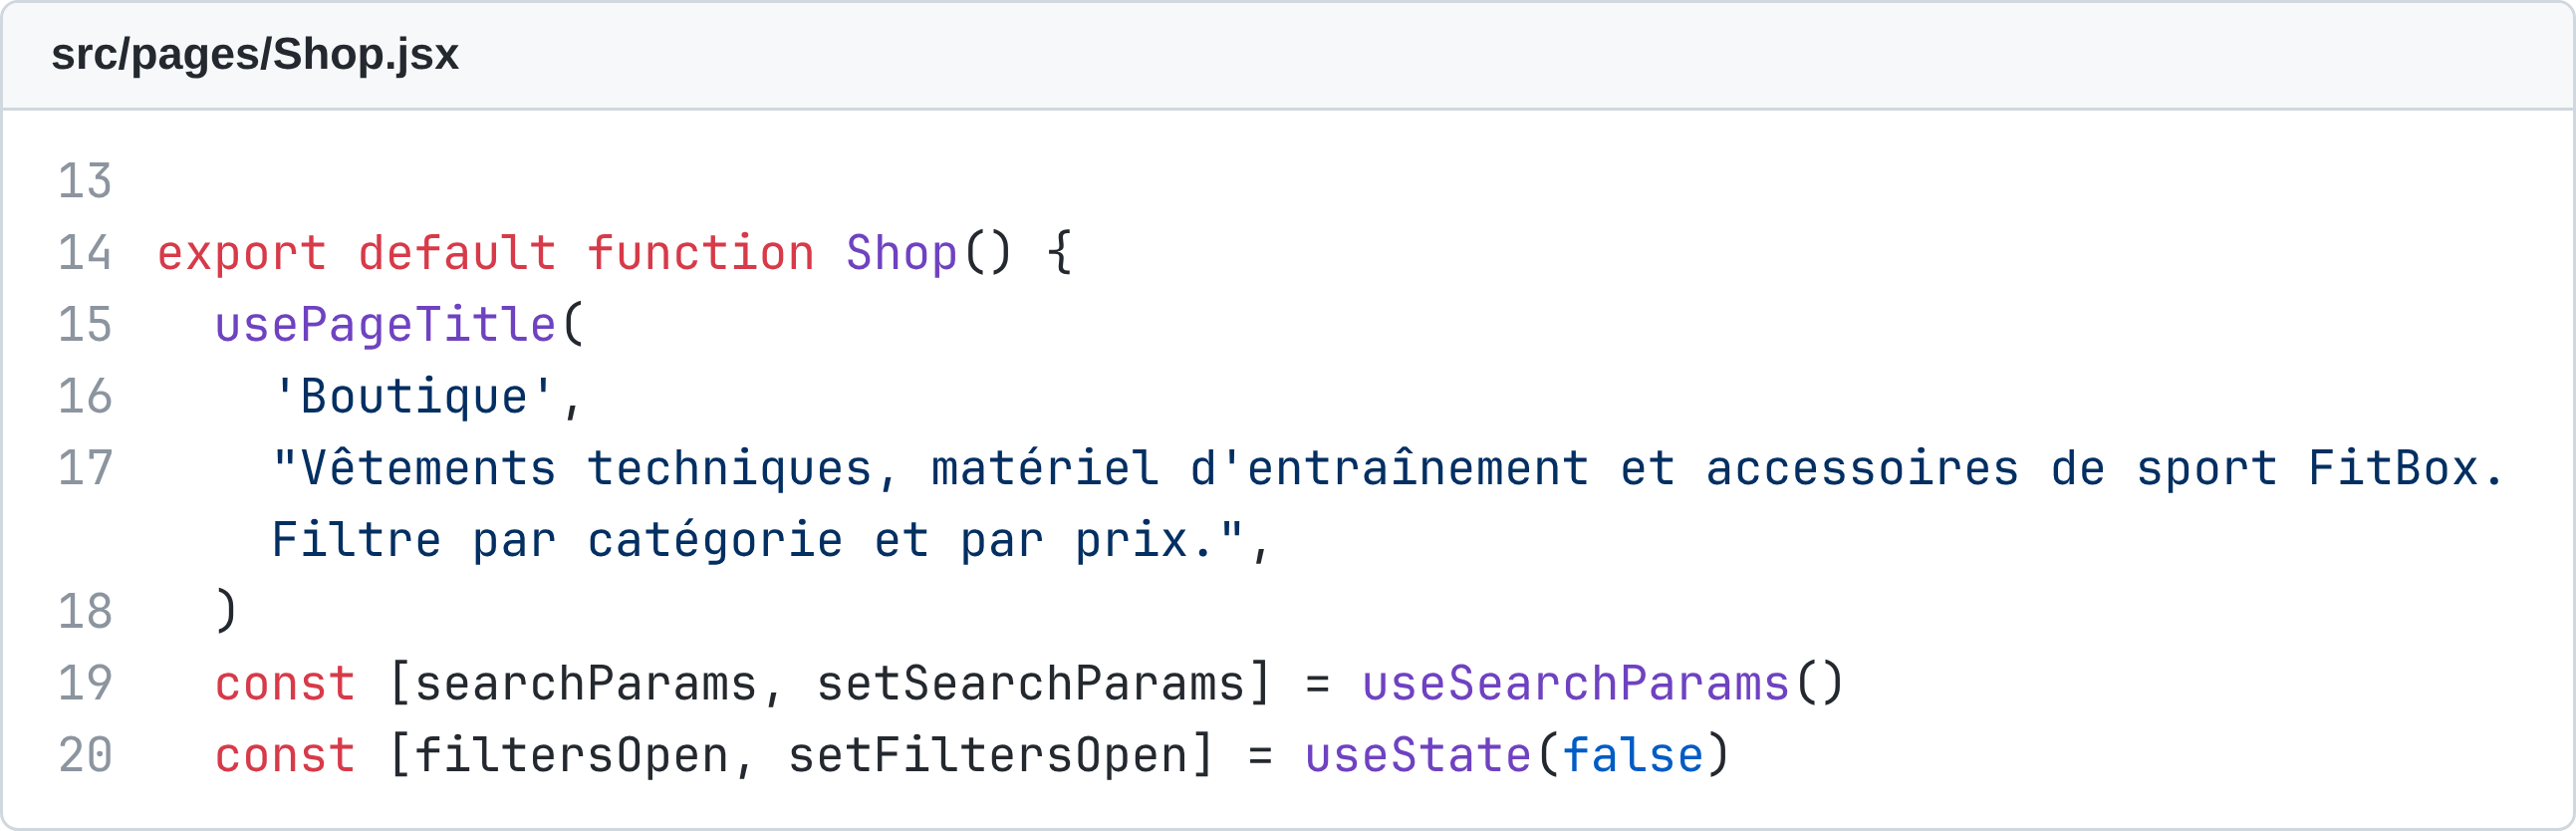 src/pages/Shop.jsx
13
14 export default function Shop() {
15   usePageTitle(
16     'Boutique',
17     "Vêtements techniques, matériel d'entraînement et accessoires de sport FitBox.
     Filtre par catégorie et par prix.",
18   )
19   const [searchParams, setSearchParams] = useSearchParams()
20   const [filtersOpen, setFiltersOpen] = useState(false)